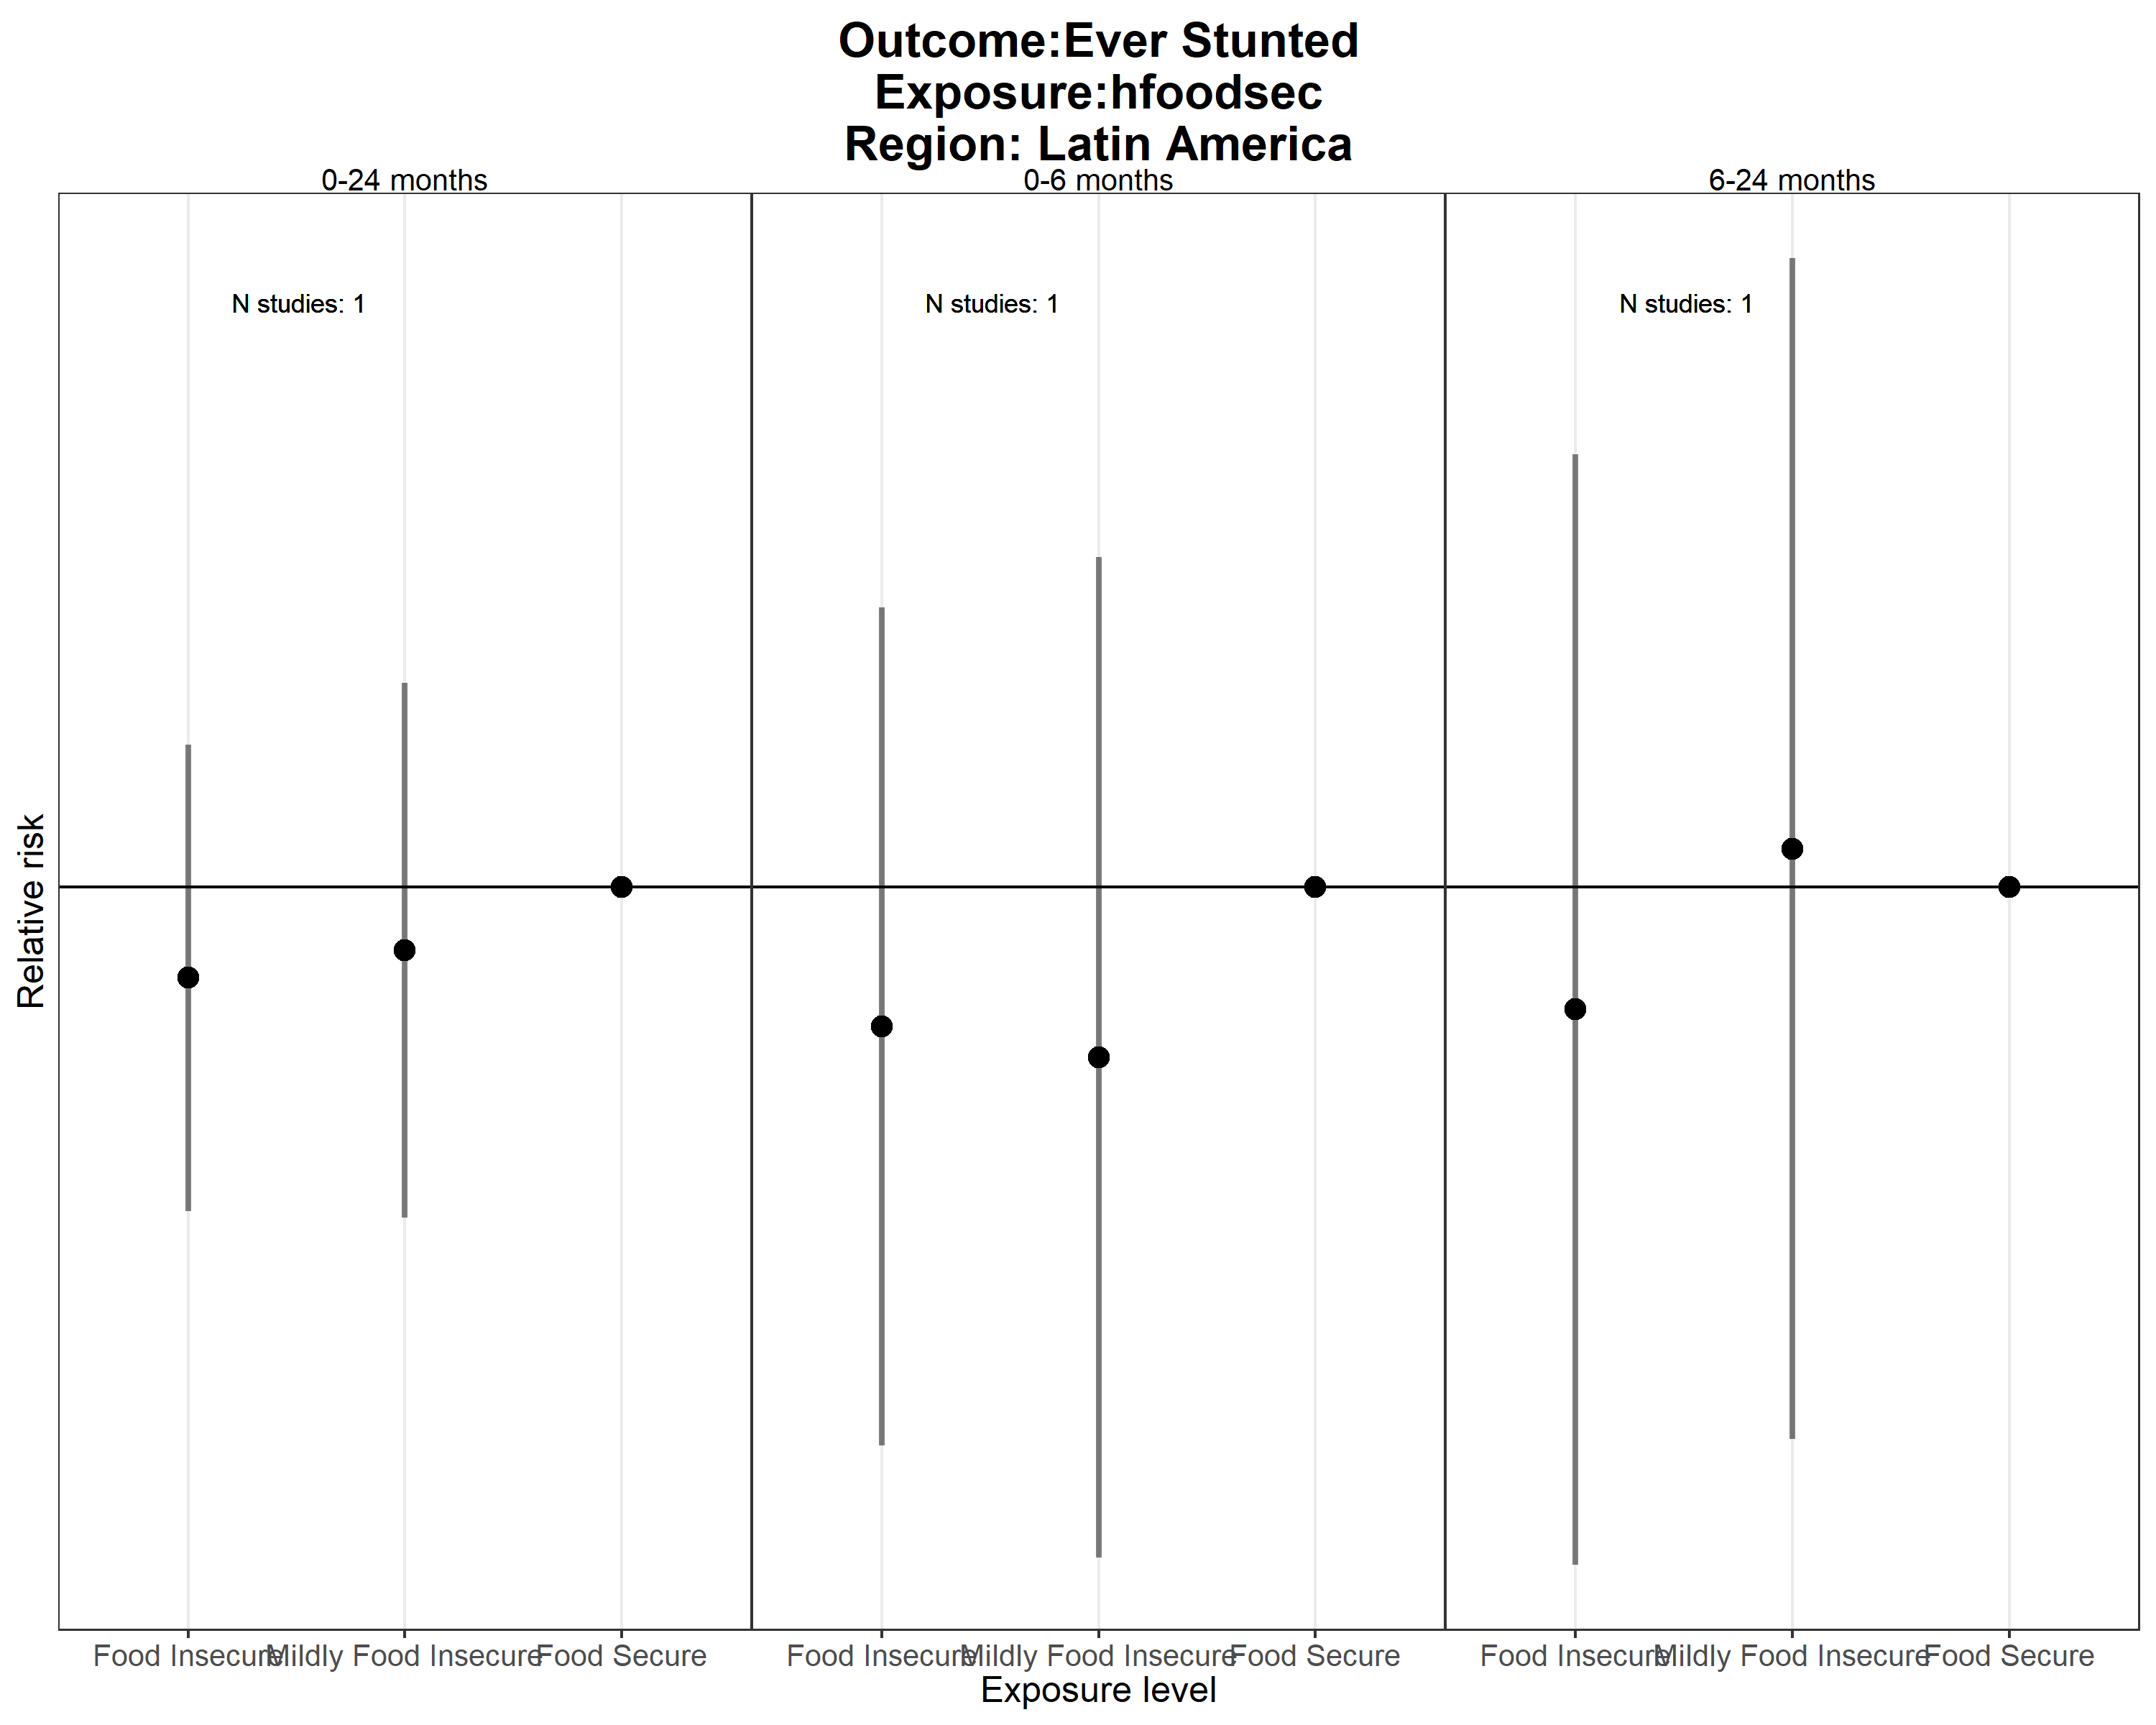 Outcome:Ever Stunted
Exposure:hfoodsec
Region: Latin America
0-24 months
0-6 months
6-24 months
N studies: 1
N studies: 1
N studies: 1
Relative risk
Food Insecure
Mildly Food Insecure
Food Secure
Food Insecure
Mildly Food Insecure
Food Secure
Food Insecure
Mildly Food Insecure
Food Secure
Exposure level